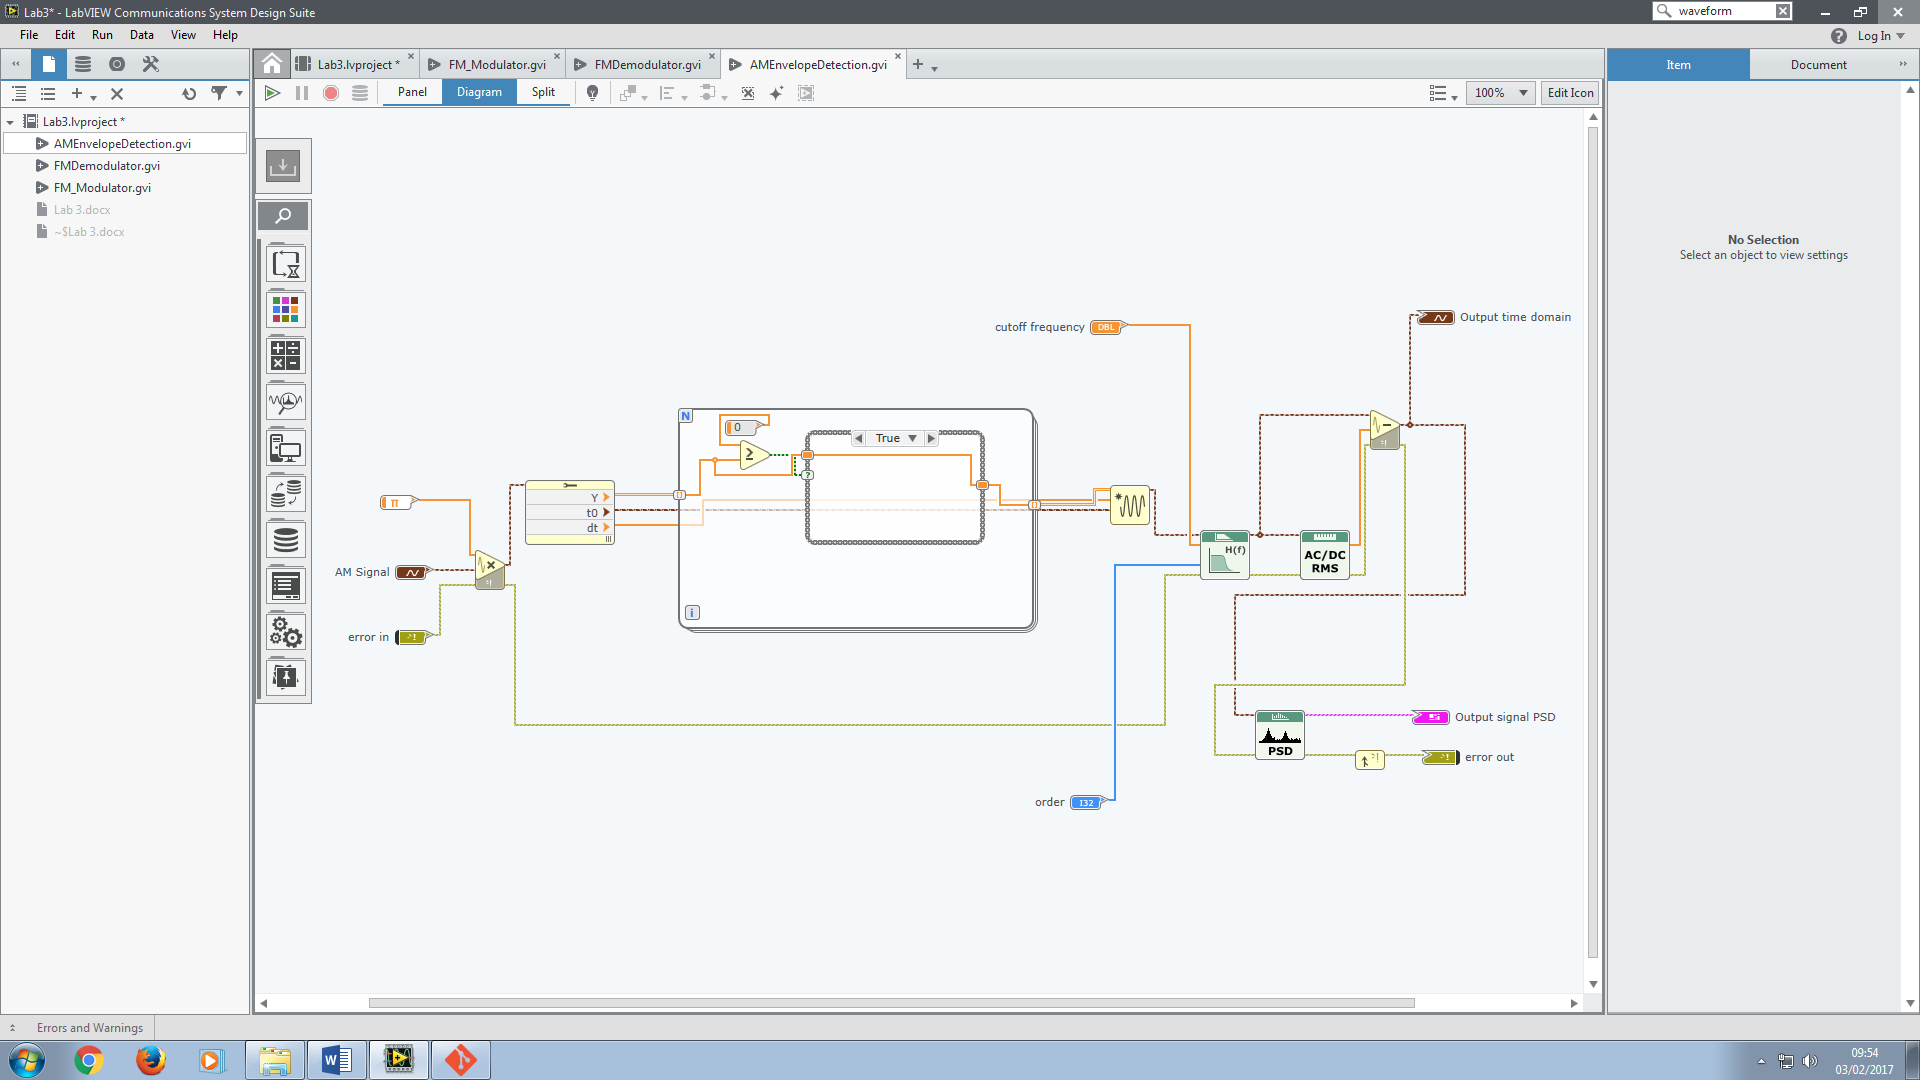 Lab3* - LabVIEW Communications System Design Suite
waveform
File Edit Run Data View Help
Log In
Lab3.lvproject *
FM_Modulator.gvi
FMDemodulator.gvi
AMEnvelopeDetection.gvi
Item
Document
Panel
Diagram
Split
100%
Edit Icon
Lab3.lvproject *
AMEnvelopeDetection.gvi
FMDemodulator.gvi
FM_Modulator.gvi
Lab 3.docx
~$Lab 3.docx
No Selection
Select an object to view settings
Output time domain
cutoff frequency
DBL
N
0
True
≥
?
Y
t0
dt
π
AM Signal
error in
i
H(f)
AC/DC
RMS
Output signal PSD
PSD
error out
order
I32
Errors and Warnings
09:54
03/02/2017